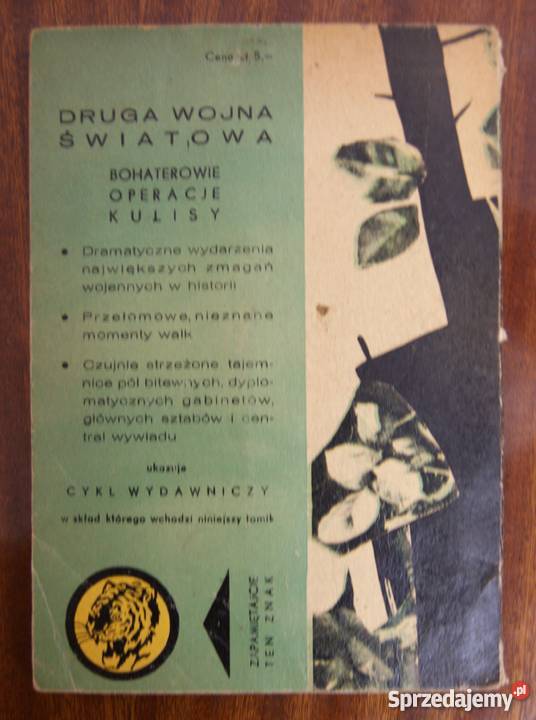 Cena zł 5,—
DRUGA WOJNA
ŚWIATOWA
BOHATEROWIE
OPERACJE
KULISY
• Dramatyczne wydarzenia
największych zmagań
wojennych w historii
• Przełomowe, nieznane
momenty walk
• Czujnie strzeżone tajem-
nice pól bitewnych, dyplo-
matycznych gabinetów,
głównych sztabów i cen-
tral wywiadu
ukazuje
CYKL WYDAWNICZY
w skład którego wchodzi niniejszy tomik
ZAPAMIĘTAJCIE
TEN ZNAK
Sprzedajemy.pl